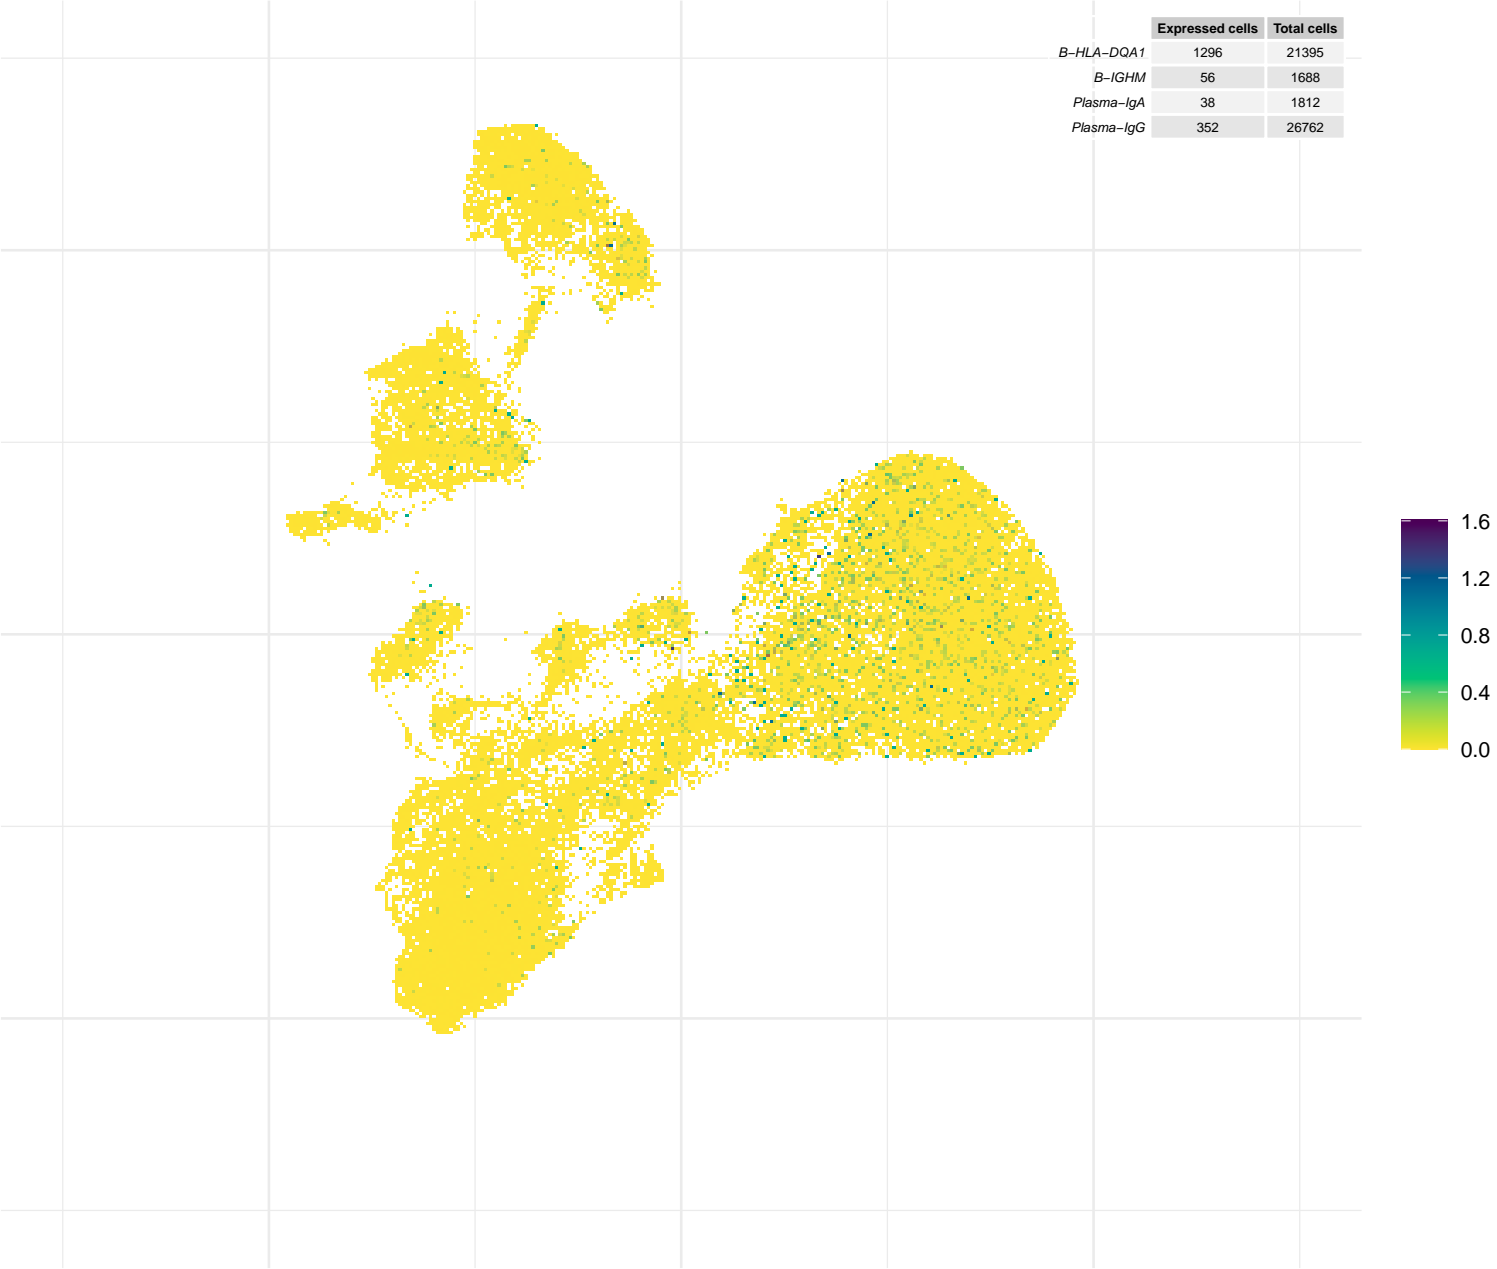 Expressed cells Total cells
B−HLA−DQA1 1296 21395
B−IGHM 56 1688
Plasma−IgA 38 1812
Plasma−IgG 352 26762
1.6
1.2
0.8
0.4
0.0